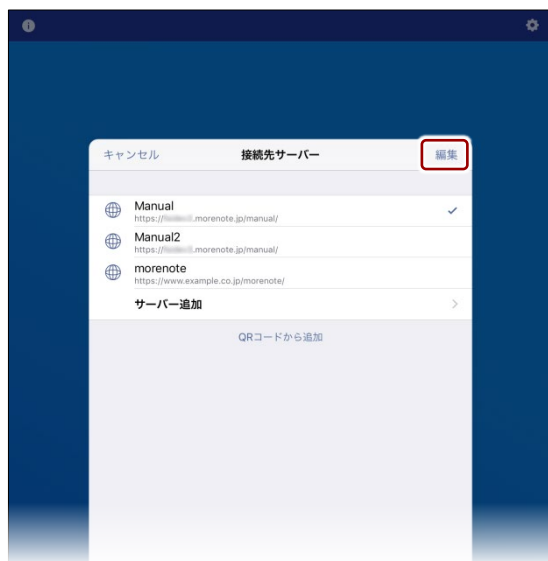 キャンセル 接続先サーバー 編集
Manual
https:// .morenote.jp/manual/
Manual2
https:// .morenote.jp/manual/
morenote
https://www.example.co.jp/morenote/
サーバー追加
QRコードから追加